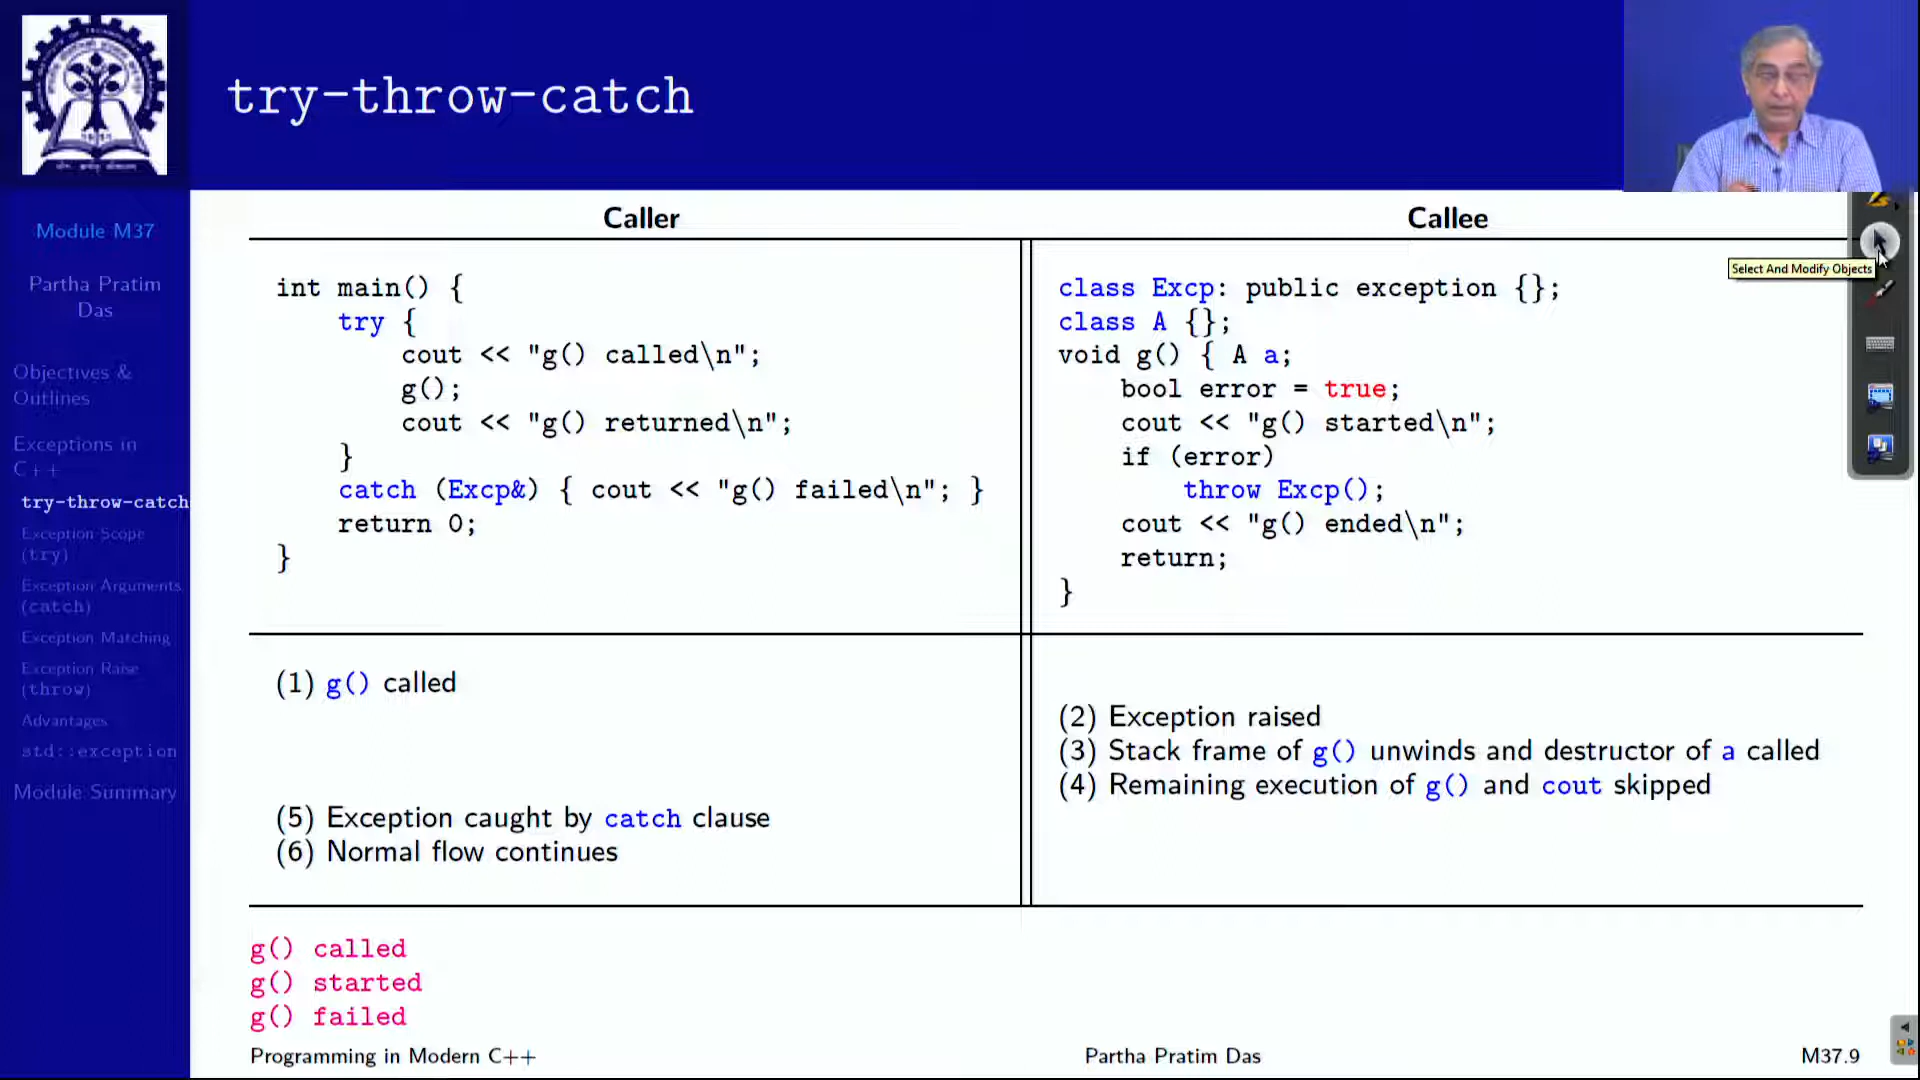 try-throw-catch
Module M37
Partha Pratim
Das
Objectives &
Outlines
Exceptions in
C++
try-throw-catch
Exception Scope
(try)
Exception Arguments
(catch)
Exception Matching
Exception Raise
(throw)
Advantages
std::exception
Module Summary
Caller
int main() {
try {
cout << "g() called\n";
g();
cout << "g() returned\n";
}
catch (Excp&) { cout << "g() failed\n"; }
return 0;
}
Callee
Select And Modify Objects
class Excp: public exception {};
class A {};
void g() { A a;
bool error = true;
cout << "g() started\n";
if (error)
throw Excp();
cout << "g() ended\n";
return;
}
(1) g() called
(2) Exception raised
(3) Stack frame of g() unwinds and destructor of a called
(4) Remaining execution of g() and cout skipped
(5) Exception caught by catch clause
(6) Normal flow continues
g() called
g() started
g() failed
Programming in Modern C++
Partha Pratim Das
M37.9